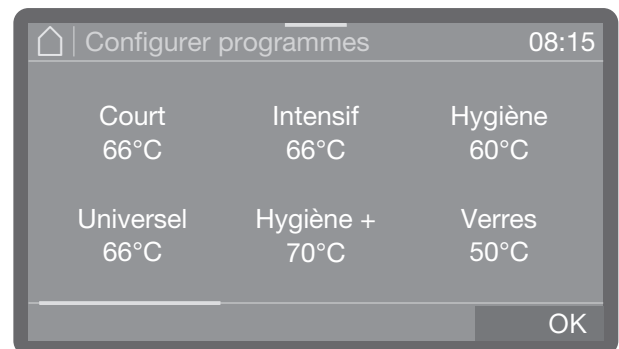 Configurer programmes 08:15
Court Intensif Hygiène
66°C 66°C 60°C
Universel Hygiène + Verres
66°C 70°C 50°C
OK